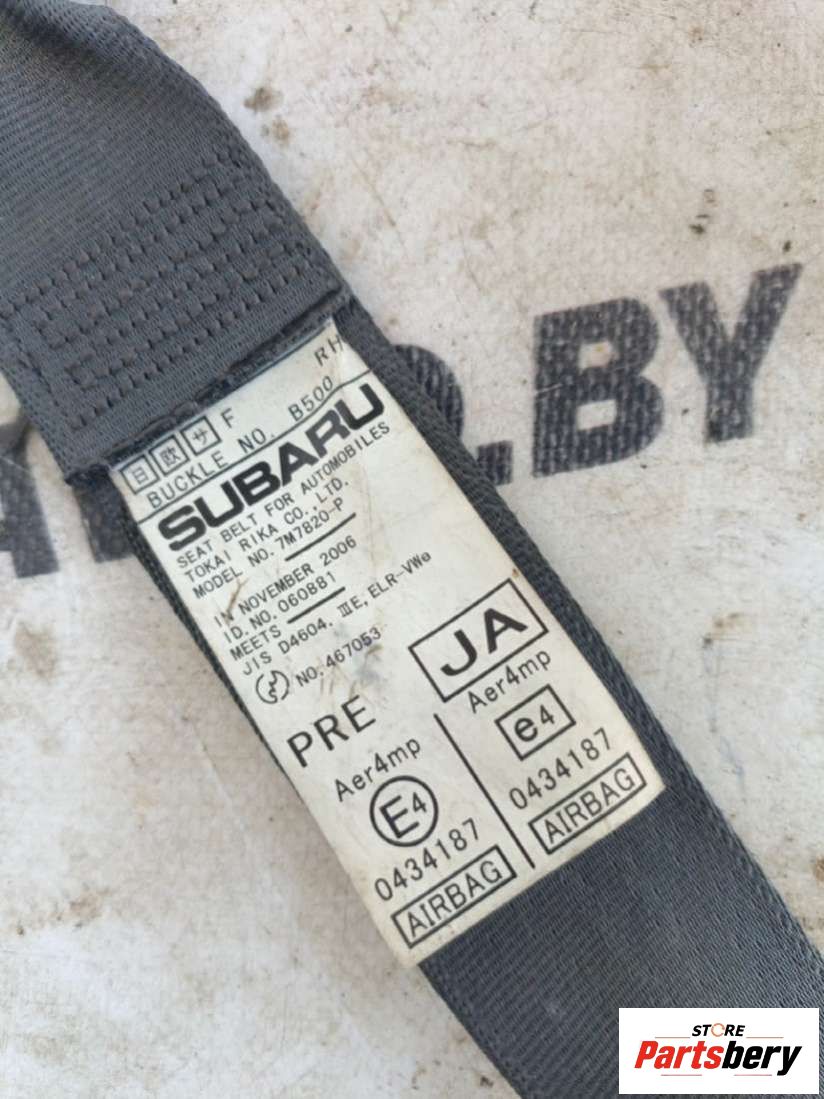 日 欧 サ F RH
BUCKLE NO. B500
SUBARU
SEAT BELT FOR AUTOMOBILES
TOKAI RIKA CO., LTD.
MODEL NO. 7M7820-P
IN NOVEMBER 2006
ID. NO. 060881
MEETS
JIS D4604. ⅢE, ELR-VWe
NO. 467053
PRE
JA
Aer4mp
E4
0434187
AIRBAG
Aer4mp
e4
0434187
AIRBAG
.BY
STORE
Partsbery